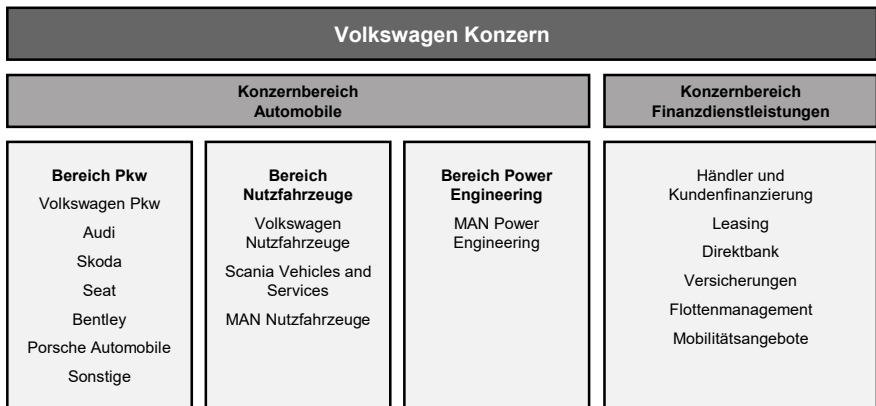 Volkswagen Konzern
Konzernbereich
Automobile
Konzernbereich
Finanzdienstleistungen
Bereich Pkw
Volkswagen Pkw
Audi
Skoda
Seat
Bentley
Porsche Automobile
Sonstige
Bereich
Nutzfahrzeuge
Volkswagen
Nutzfahrzeuge
Scania Vehicles and
Services
MAN Nutzfahrzeuge
Bereich Power
Engineering
MAN Power
Engineering
Händler und
Kundenfinanzierung
Leasing
Direktbank
Versicherungen
Flottenmanagement
Mobilitätsangebote